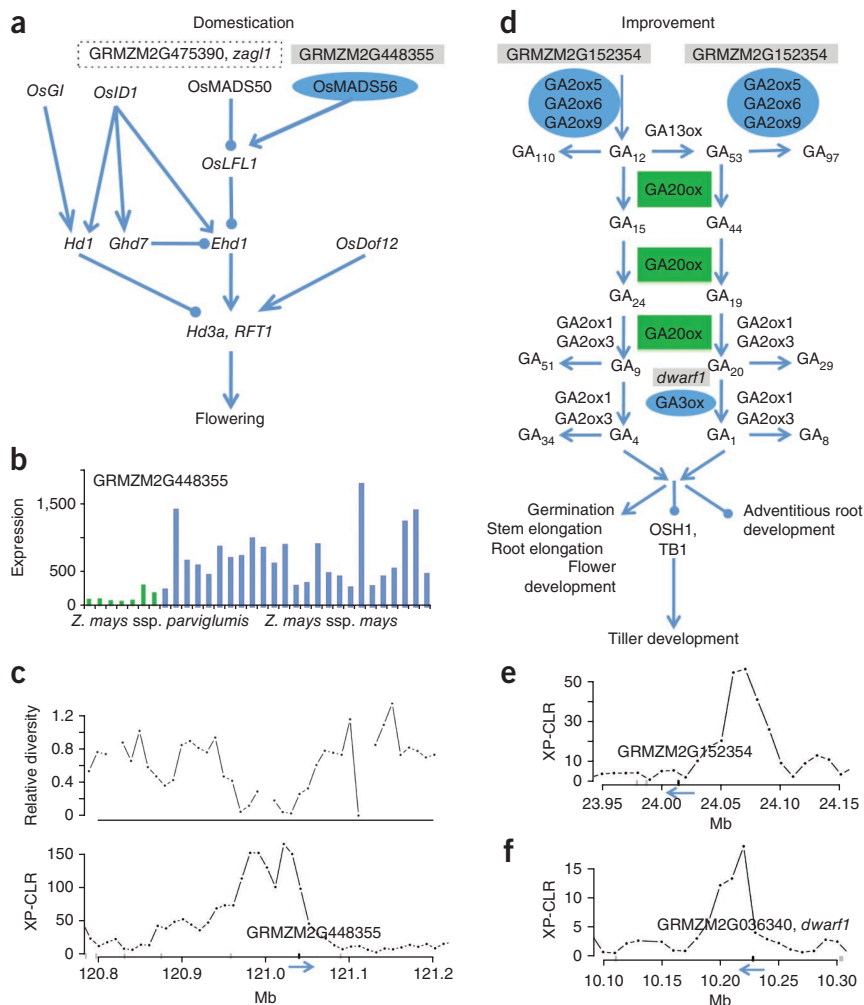 a
Domestication
GRMZM2G475390, zagl1
GRMZM2G448355
OsGI
OsID1
OsMADS50
OsMADS56
OsLFL1
Hd1
Ghd7
Ehd1
OsDof12
Hd3a, RFT1
Flowering
b
GRMZM2G448355
Expression
1,500
500
0
Z. mays ssp. parviglumis
Z. mays ssp. mays
c
Relative diversity
1.2
0.8
0.4
0
XP-CLR
150
100
50
0
GRMZM2G448355
120.8 120.9 121.0 121.1 121.2
Mb
d
Improvement
GRMZM2G152354
GRMZM2G152354
GA2ox5
GA2ox6
GA2ox9
GA2ox5
GA2ox6
GA2ox9
GA13ox
GA110
GA12
GA53
GA97
GA20ox
GA15
GA44
GA20ox
GA24
GA19
GA2ox1
GA2ox3
GA20ox
GA2ox1
GA2ox3
GA51
GA9
GA20
GA29
dwarf1
GA3ox
GA2ox1
GA2ox3
GA2ox1
GA2ox3
GA34
GA4
GA1
GA8
Germination
Stem elongation
Root elongation
Flower
development
OSH1,
TB1
Adventitious root
development
Tiller development
e
XP-CLR
50
30
10
0
GRMZM2G152354
23.95 24.00 24.05 24.10 24.15
Mb
f
XP-CLR
15
10
5
0
GRMZM2G036340, dwarf1
10.10 10.15 10.20 10.25 10.30
Mb